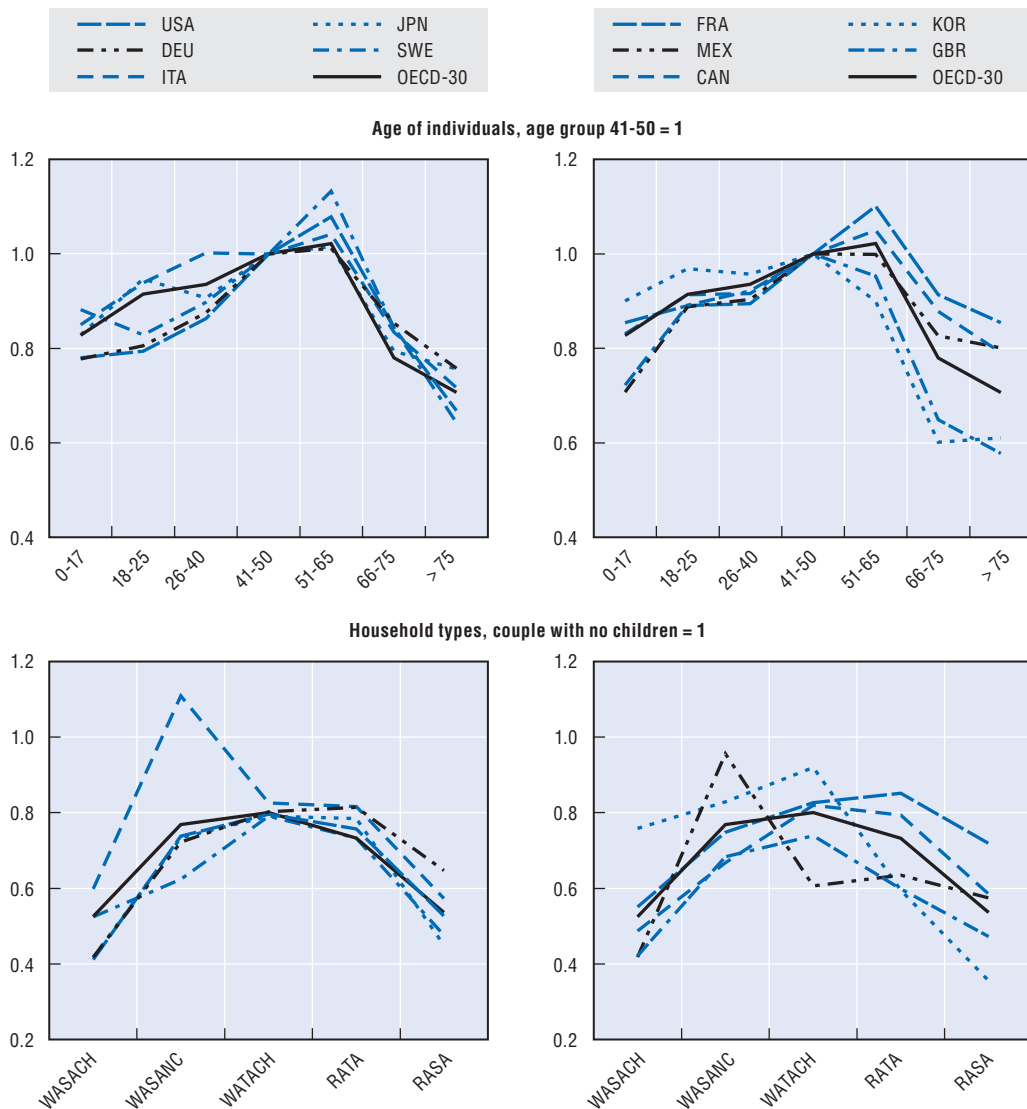 USA JPN
DEU SWE
ITA OECD-30
FRA KOR
MEX GBR
CAN OECD-30
Age of individuals, age group 41-50 = 1
1.2
1.0
0.8
0.6
0.4
0-17 18-25 26-40 41-50 51-65 66-75 > 75
1.2
1.0
0.8
0.6
0.4
0-17 18-25 26-40 41-50 51-65 66-75 > 75
Household types, couple with no children = 1
1.2
1.0
0.8
0.6
0.4
0.2
WASACH WASANC WATACH RATA RASA
1.2
1.0
0.8
0.6
0.4
0.2
WASACH WASANC WATACH RATA RASA